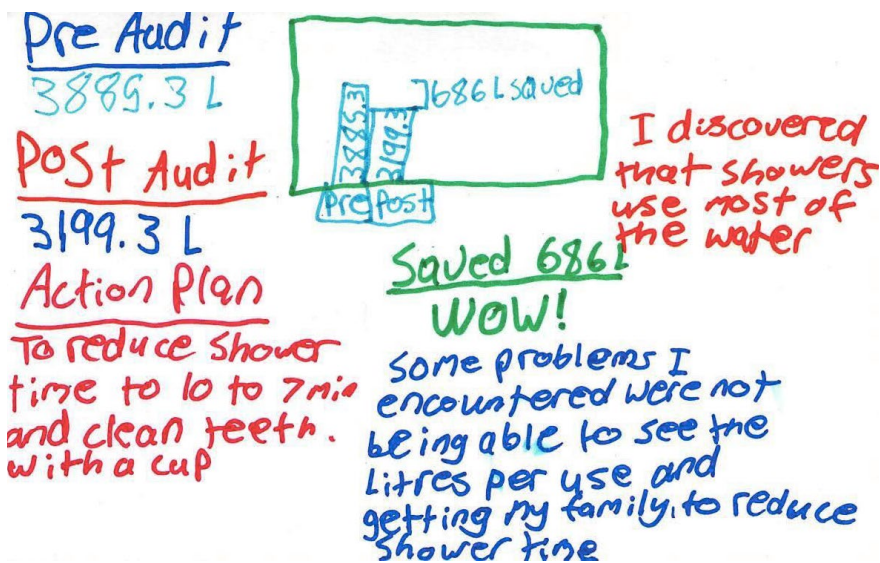 Pre Audit
3885.3 L
Post Audit
3199.3 L
Action Plan
To reduce shower
time to 10 to 7 min
and clean teeth.
with a cup
3885.3
3199.3
686L saved
Pre Post
I discovered
that showers
use most of
the water
Saved 686L
WOW!
Some problems I
encountered were not
being able to see the
Litres per use and
getting my family, to reduce
shower time